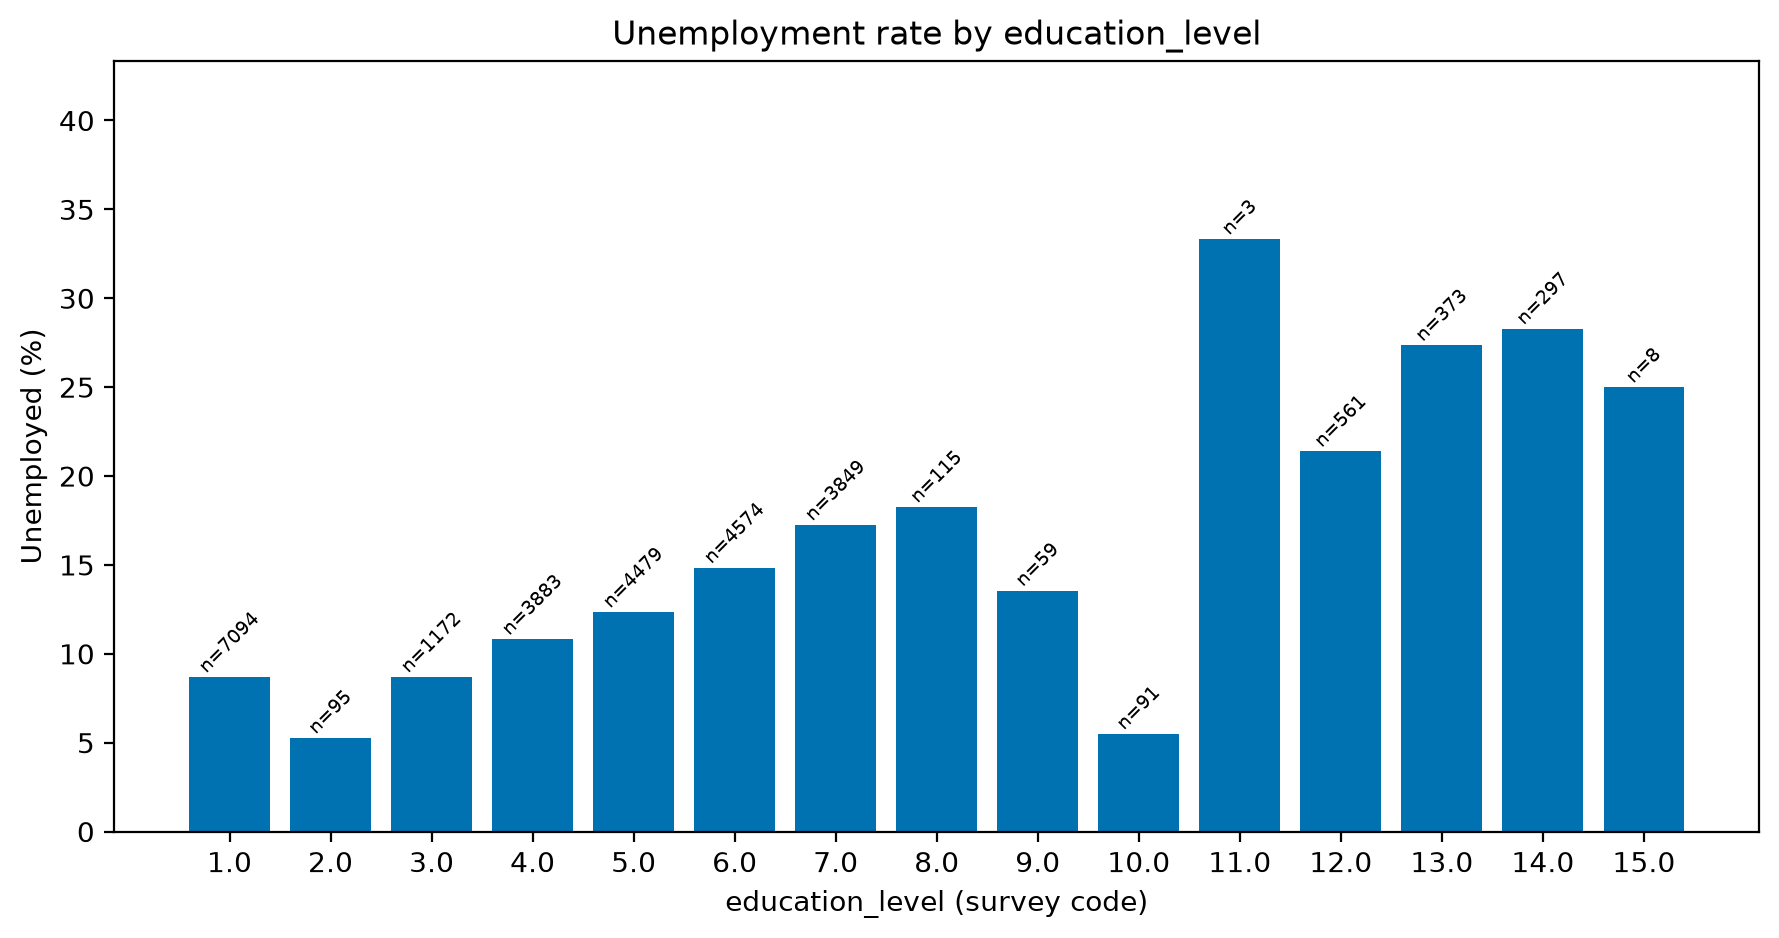 Unemployment rate by education_level
Unemployed (%)
40
35
30
25
20
15
10
5
0
n=7094
n=95
n=1172
n=3883
n=4479
n=4574
n=3849
n=115
n=59
n=91
n=3
n=561
n=373
n=297
n=8
1.0 2.0 3.0 4.0 5.0 6.0 7.0 8.0 9.0 10.0 11.0 12.0 13.0 14.0 15.0
education_level (survey code)